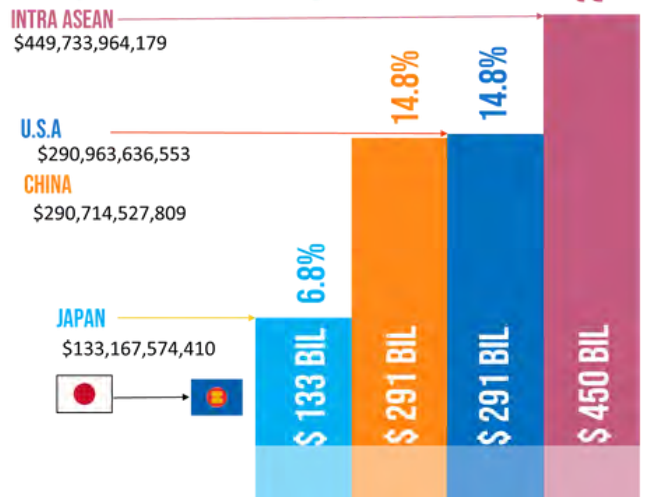 INTRA ASEAN
$449,733,964,179
U.S.A
$290,963,636,553
CHINA
$290,714,527,809
JAPAN
$133,167,574,410
6.8%
14.8%
14.8%
$ 133 BIL
$ 291 BIL
$ 291 BIL
$ 450 BIL